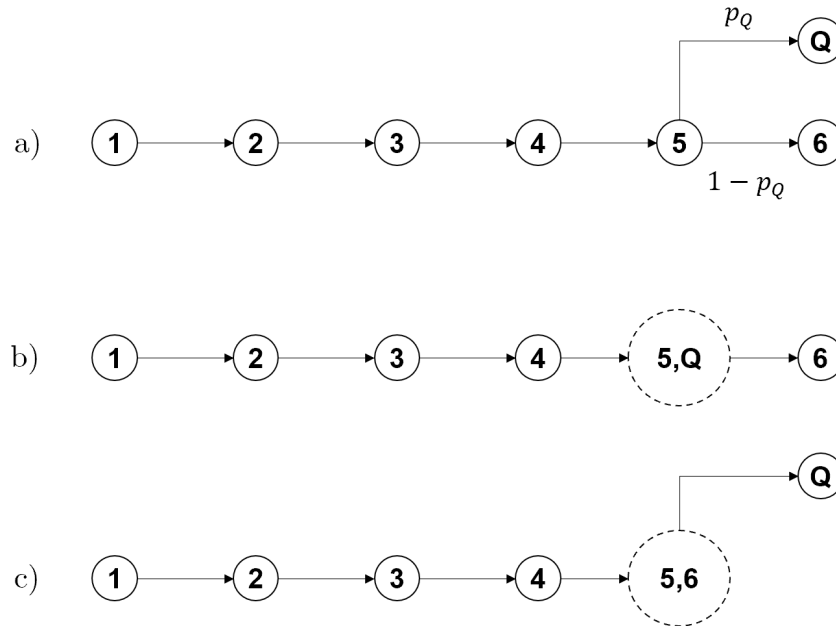 p_Q
Q
a) 1 2 3 4 5 6
1 − p_Q
b) 1 2 3 4 5,Q 6
Q
c) 1 2 3 4 5,6